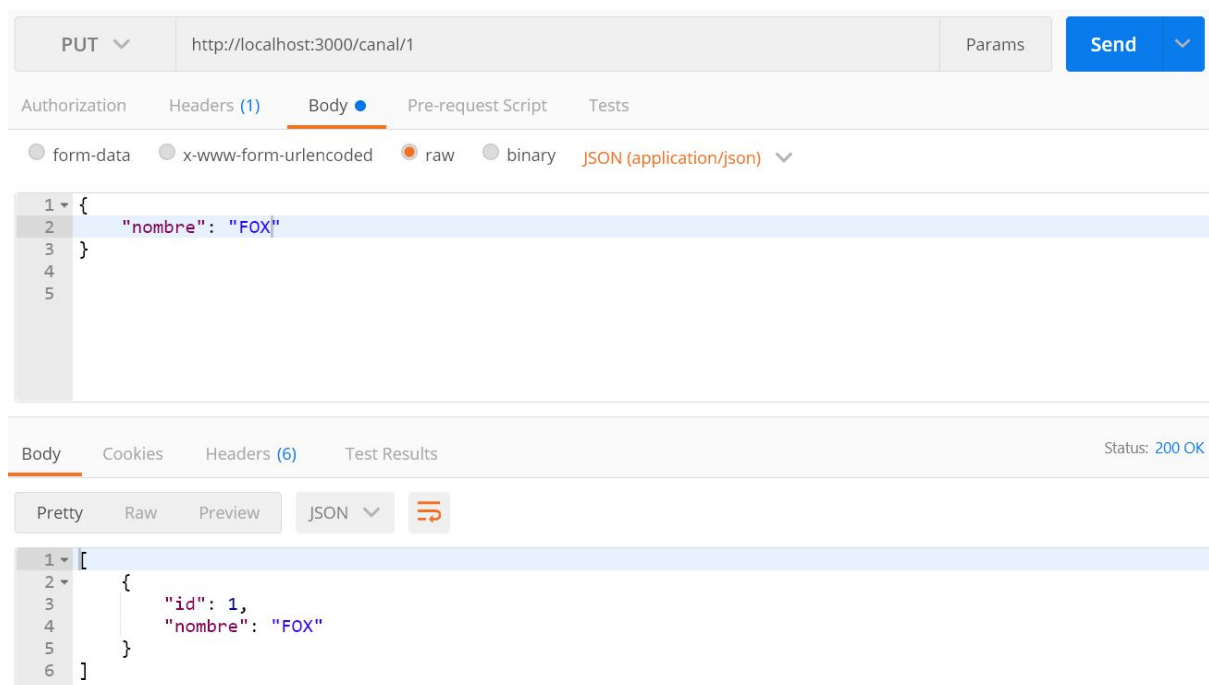 PUT http://localhost:3000/canal/1 Params Send
Authorization Headers (1) Body Pre-request Script Tests
form-data x-www-form-urlencoded raw binary JSON (application/json)
1 {
2 "nombre": "FOX"
3 }
4
5
Body Cookies Headers (6) Test Results Status: 200 OK
Pretty Raw Preview JSON
1 [
2 {
3 "id": 1,
4 "nombre": "FOX"
5 }
6 ]